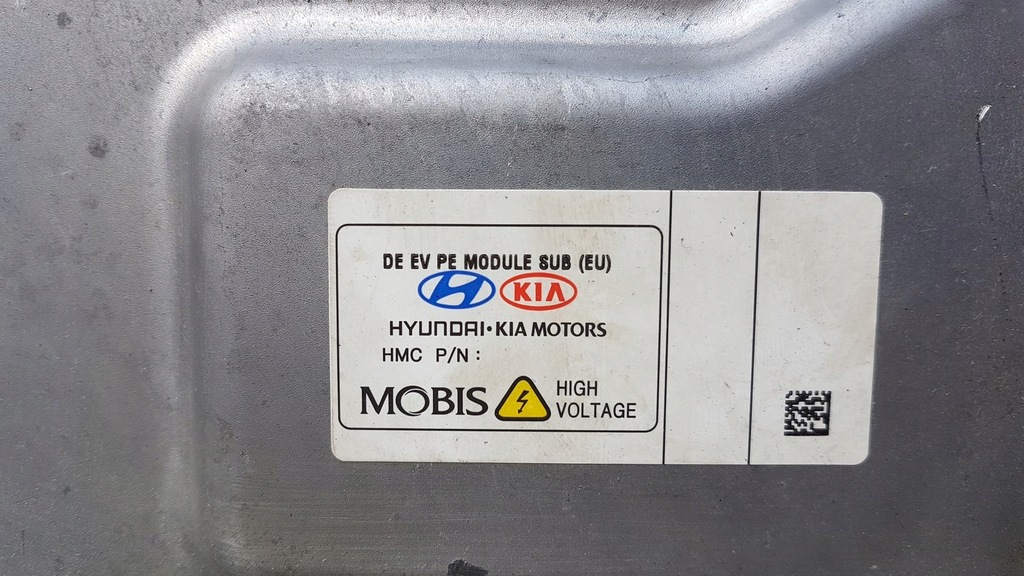 DE EV PE MODULE SUB (EU)
KIA
HYUNDAI • KIA MOTORS
HMC P/N :
MOBIS
HIGH
VOLTAGE